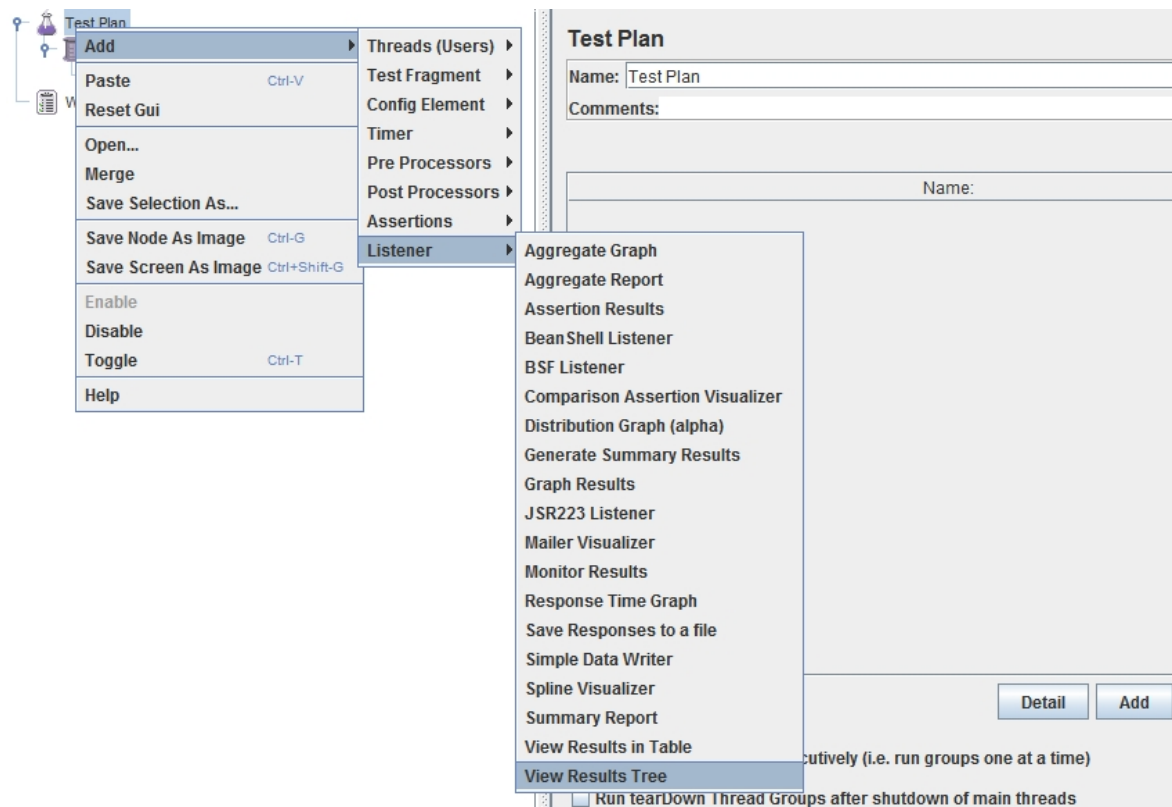 Test Plan
Add
Paste Ctrl-V
Reset Gui
Open...
Merge
Save Selection As...
Save Node As Image Ctrl-G
Save Screen As Image Ctrl+Shift-G
Enable
Disable
Toggle Ctrl-T
Help
Threads (Users)
Test Fragment
Config Element
Timer
Pre Processors
Post Processors
Assertions
Listener
Aggregate Graph
Aggregate Report
Assertion Results
BeanShell Listener
BSF Listener
Comparison Assertion Visualizer
Distribution Graph (alpha)
Generate Summary Results
Graph Results
JSR223 Listener
Mailer Visualizer
Monitor Results
Response Time Graph
Save Responses to a file
Simple Data Writer
Spline Visualizer
Summary Report
View Results in Table
View Results Tree
Test Plan
Name: Test Plan
Comments:
Name:
Detail Add
(i.e. run groups one at a time)
Run tearDown Thread Groups after shutdown of main threads